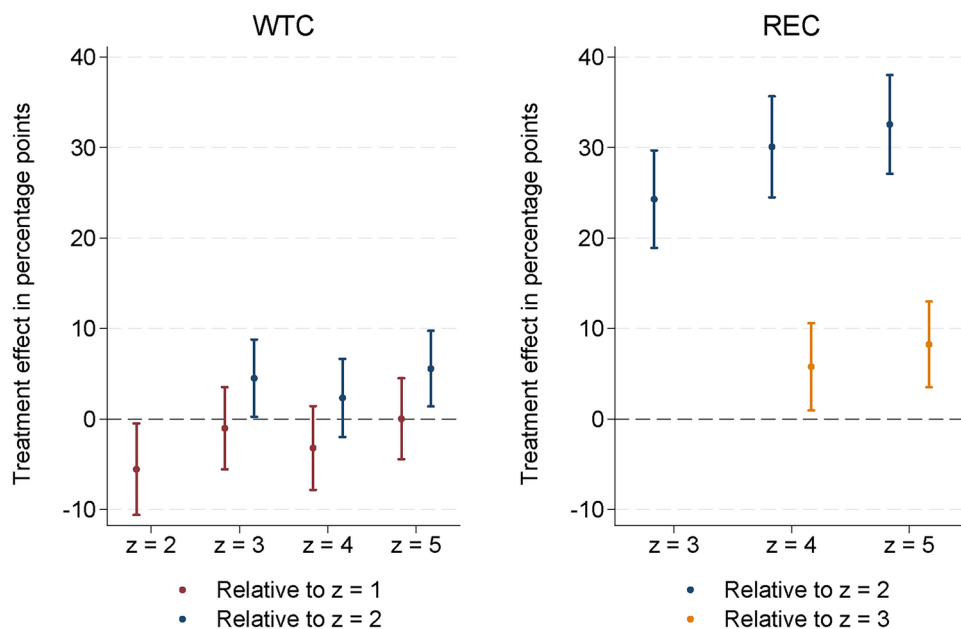 WTC
Treatment effect in percentage points
40
30
20
10
0
-10
z = 2 z = 3 z = 4 z = 5
Relative to z = 1
Relative to z = 2
REC
Treatment effect in percentage points
40
30
20
10
0
-10
z = 3 z = 4 z = 5
Relative to z = 2
Relative to z = 3